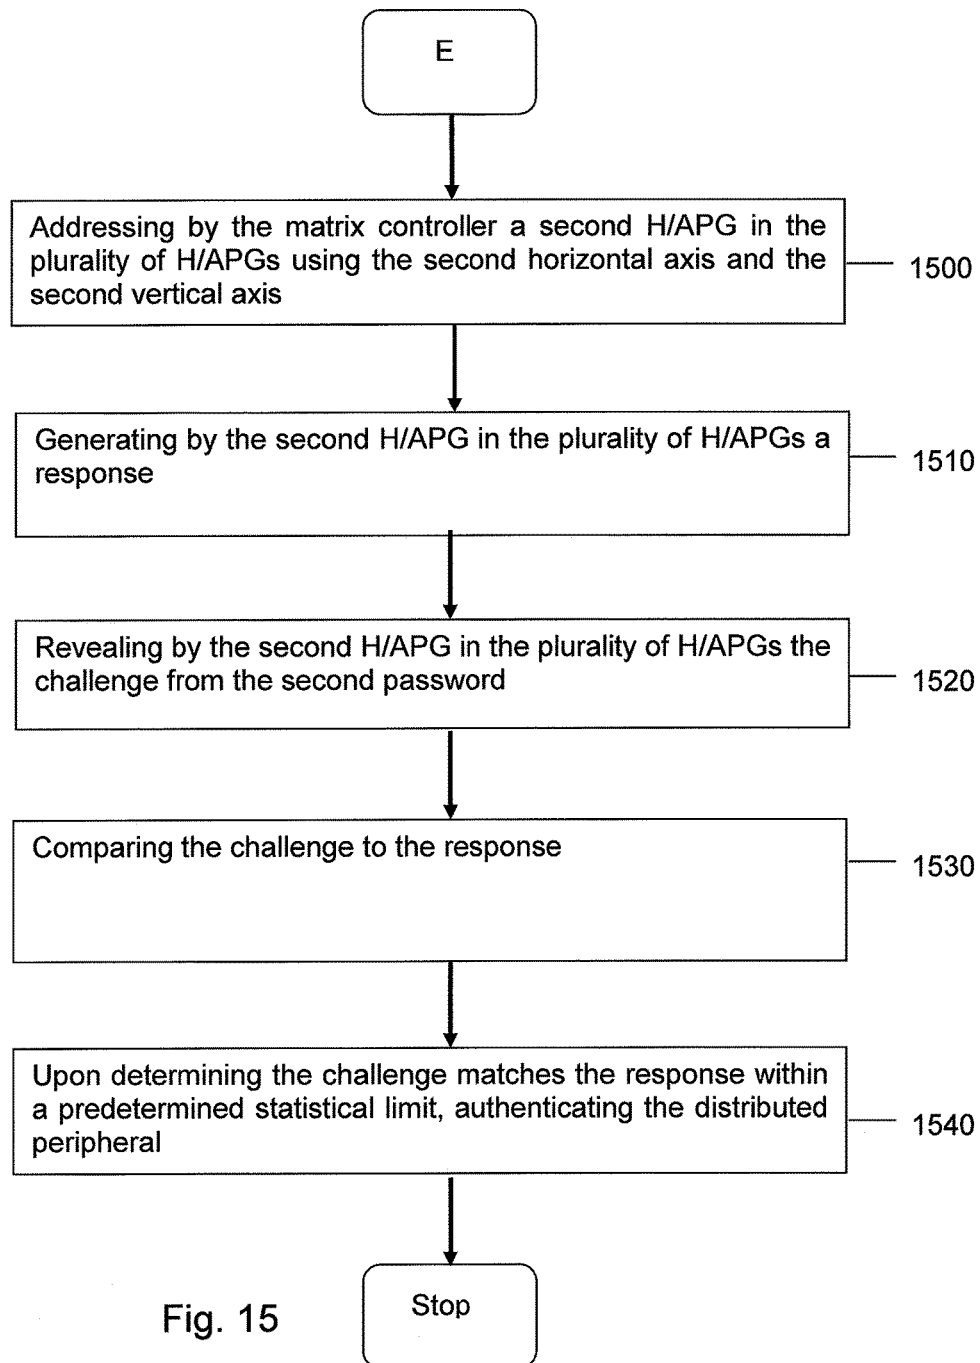 E
Addressing by the matrix controller a second H/APG in the
plurality of H/APGs using the second horizontal axis and the
second vertical axis
1500
Generating by the second H/APG in the plurality of H/APGs a
response
1510
Revealing by the second H/APG in the plurality of H/APGs the
challenge from the second password
1520
Comparing the challenge to the response
1530
Upon determining the challenge matches the response within
a predetermined statistical limit, authenticating the distributed
peripheral
1540
Stop
Fig. 15